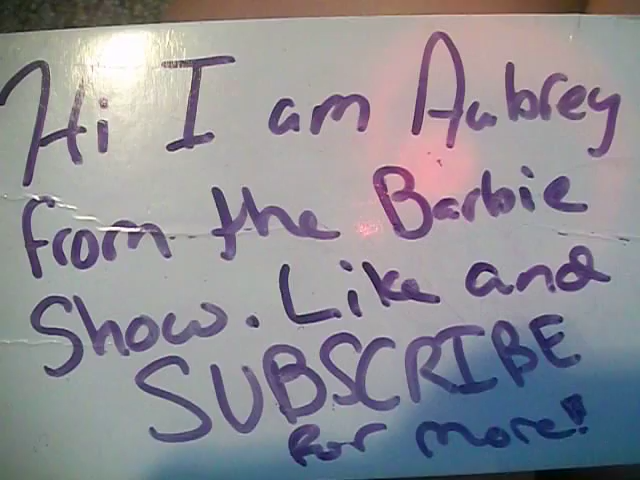 Hi I am Aubrey
from the Barbie
Show. Like and
SUBSCRIBE
for more!